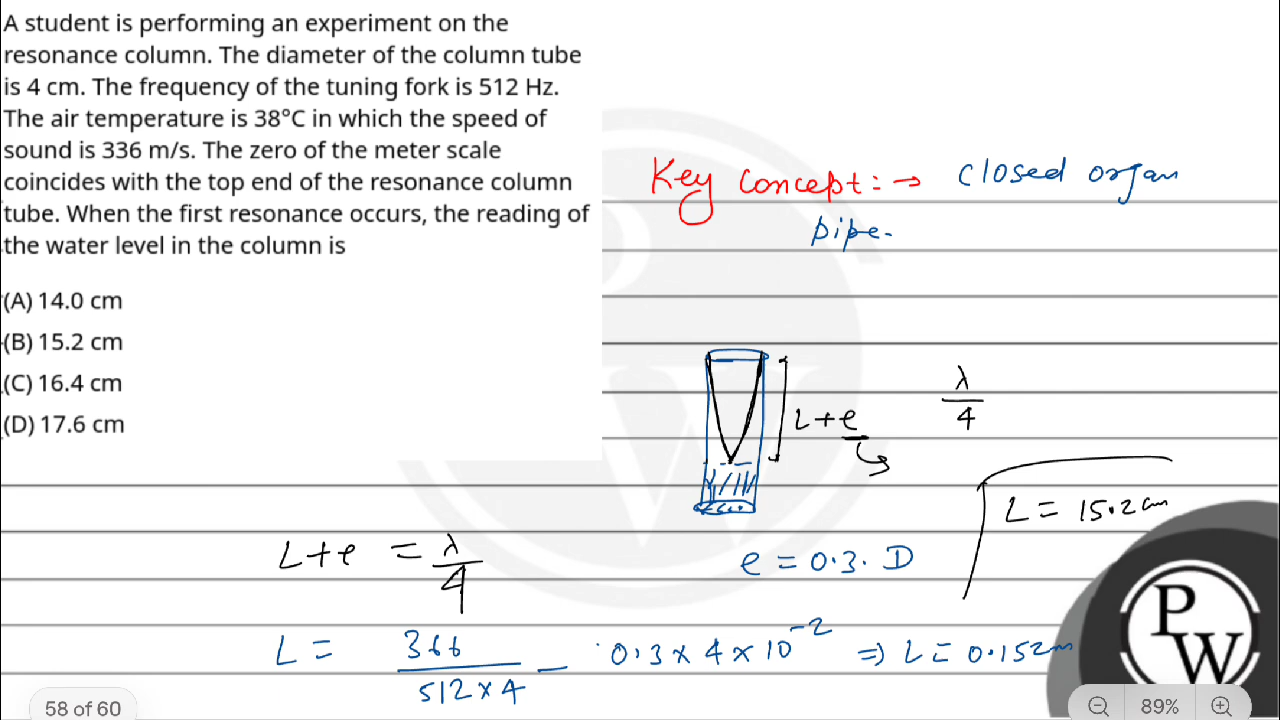 A student is performing an experiment on the
resonance column. The diameter of the column tube
is 4 cm. The frequency of the tuning fork is 512 Hz.
The air temperature is 38°C in which the speed of
sound is 336 m/s. The zero of the meter scale
coincides with the top end of the resonance column
tube. When the first resonance occurs, the reading of
the water level in the column is
(A) 14.0 cm
(B) 15.2 cm
(C) 16.4 cm
(D) 17.6 cm
Key concept :→ closed organ
pipe.
L+e
λ/4
L = 15.2cm
L+e = λ/4
e = 0.3. D
L = 366/512×4 − 0.3×4×10⁻² ⇒ L = 0.152m
PW
58 of 60
89%